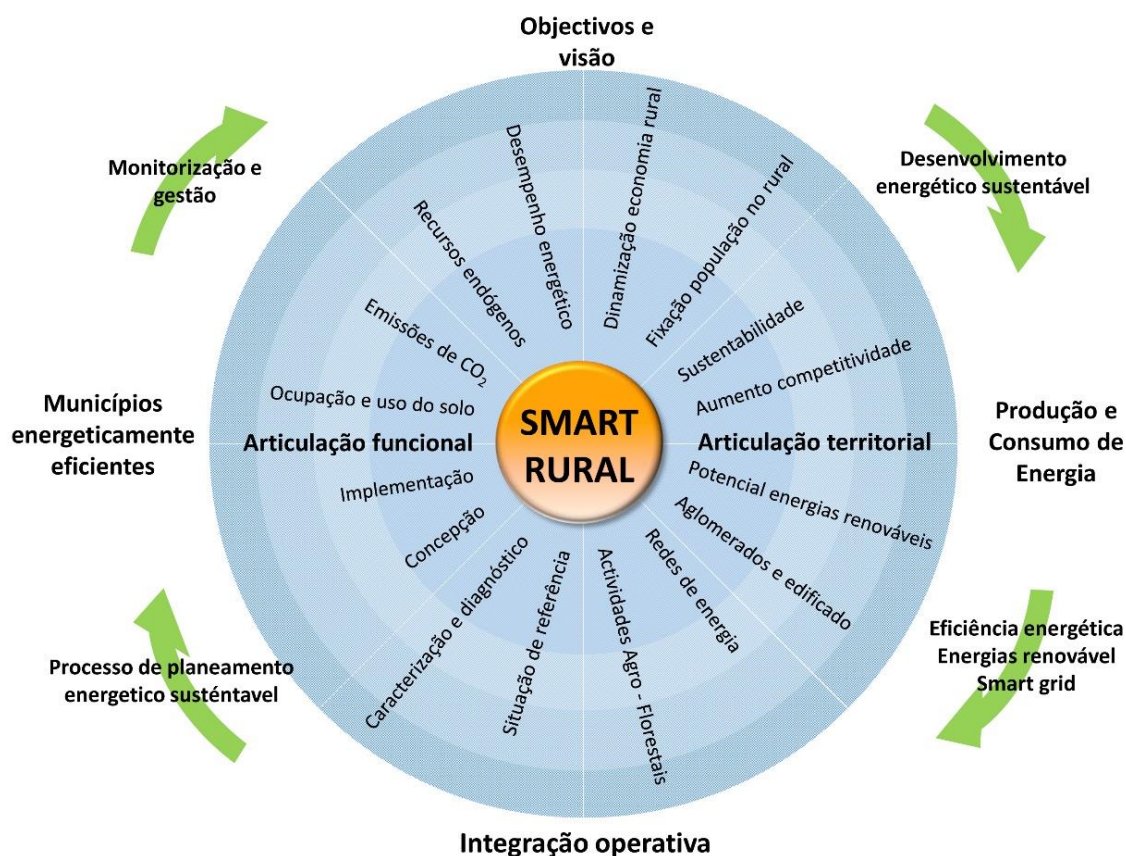 Objectivos e
visão
Monitorização e
gestão
Desenvolvimento
energético sustentável
Desempenho energético
Dinamização economia rural
Recursos endógenos
Fixação população no rural
Emissões de CO₂
Sustentabilidade
Ocupação e uso do solo
Aumento competitividade
Municípios
energeticamente
eficientes
Articulação funcional
SMART
RURAL
Articulação territorial
Produção e
Consumo de
Energia
Implementação
Potencial energias renováveis
Concepção
Aglomerados e edificado
Caracterização e diagnóstico
Redes de energia
Situação de referência
Actividades Agro - Florestais
Processo de planeamento
energetico susténtavel
Eficiência energética
Energias renovável
Smart grid
Integração operativa